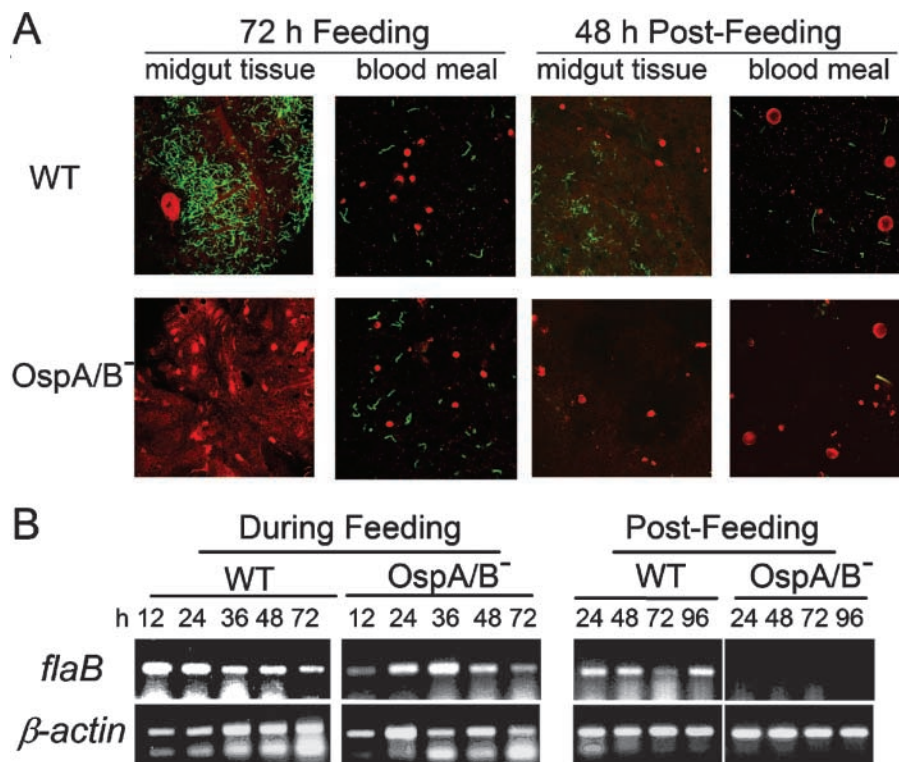 A
72 h Feeding 48 h Post-Feeding
midgut tissue blood meal midgut tissue blood meal
WT
OspA/B⁻
B
During Feeding Post-Feeding
WT OspA/B⁻ WT OspA/B⁻
h 12 24 36 48 72 12 24 36 48 72 24 48 72 96 24 48 72 96
flaB
β-actin